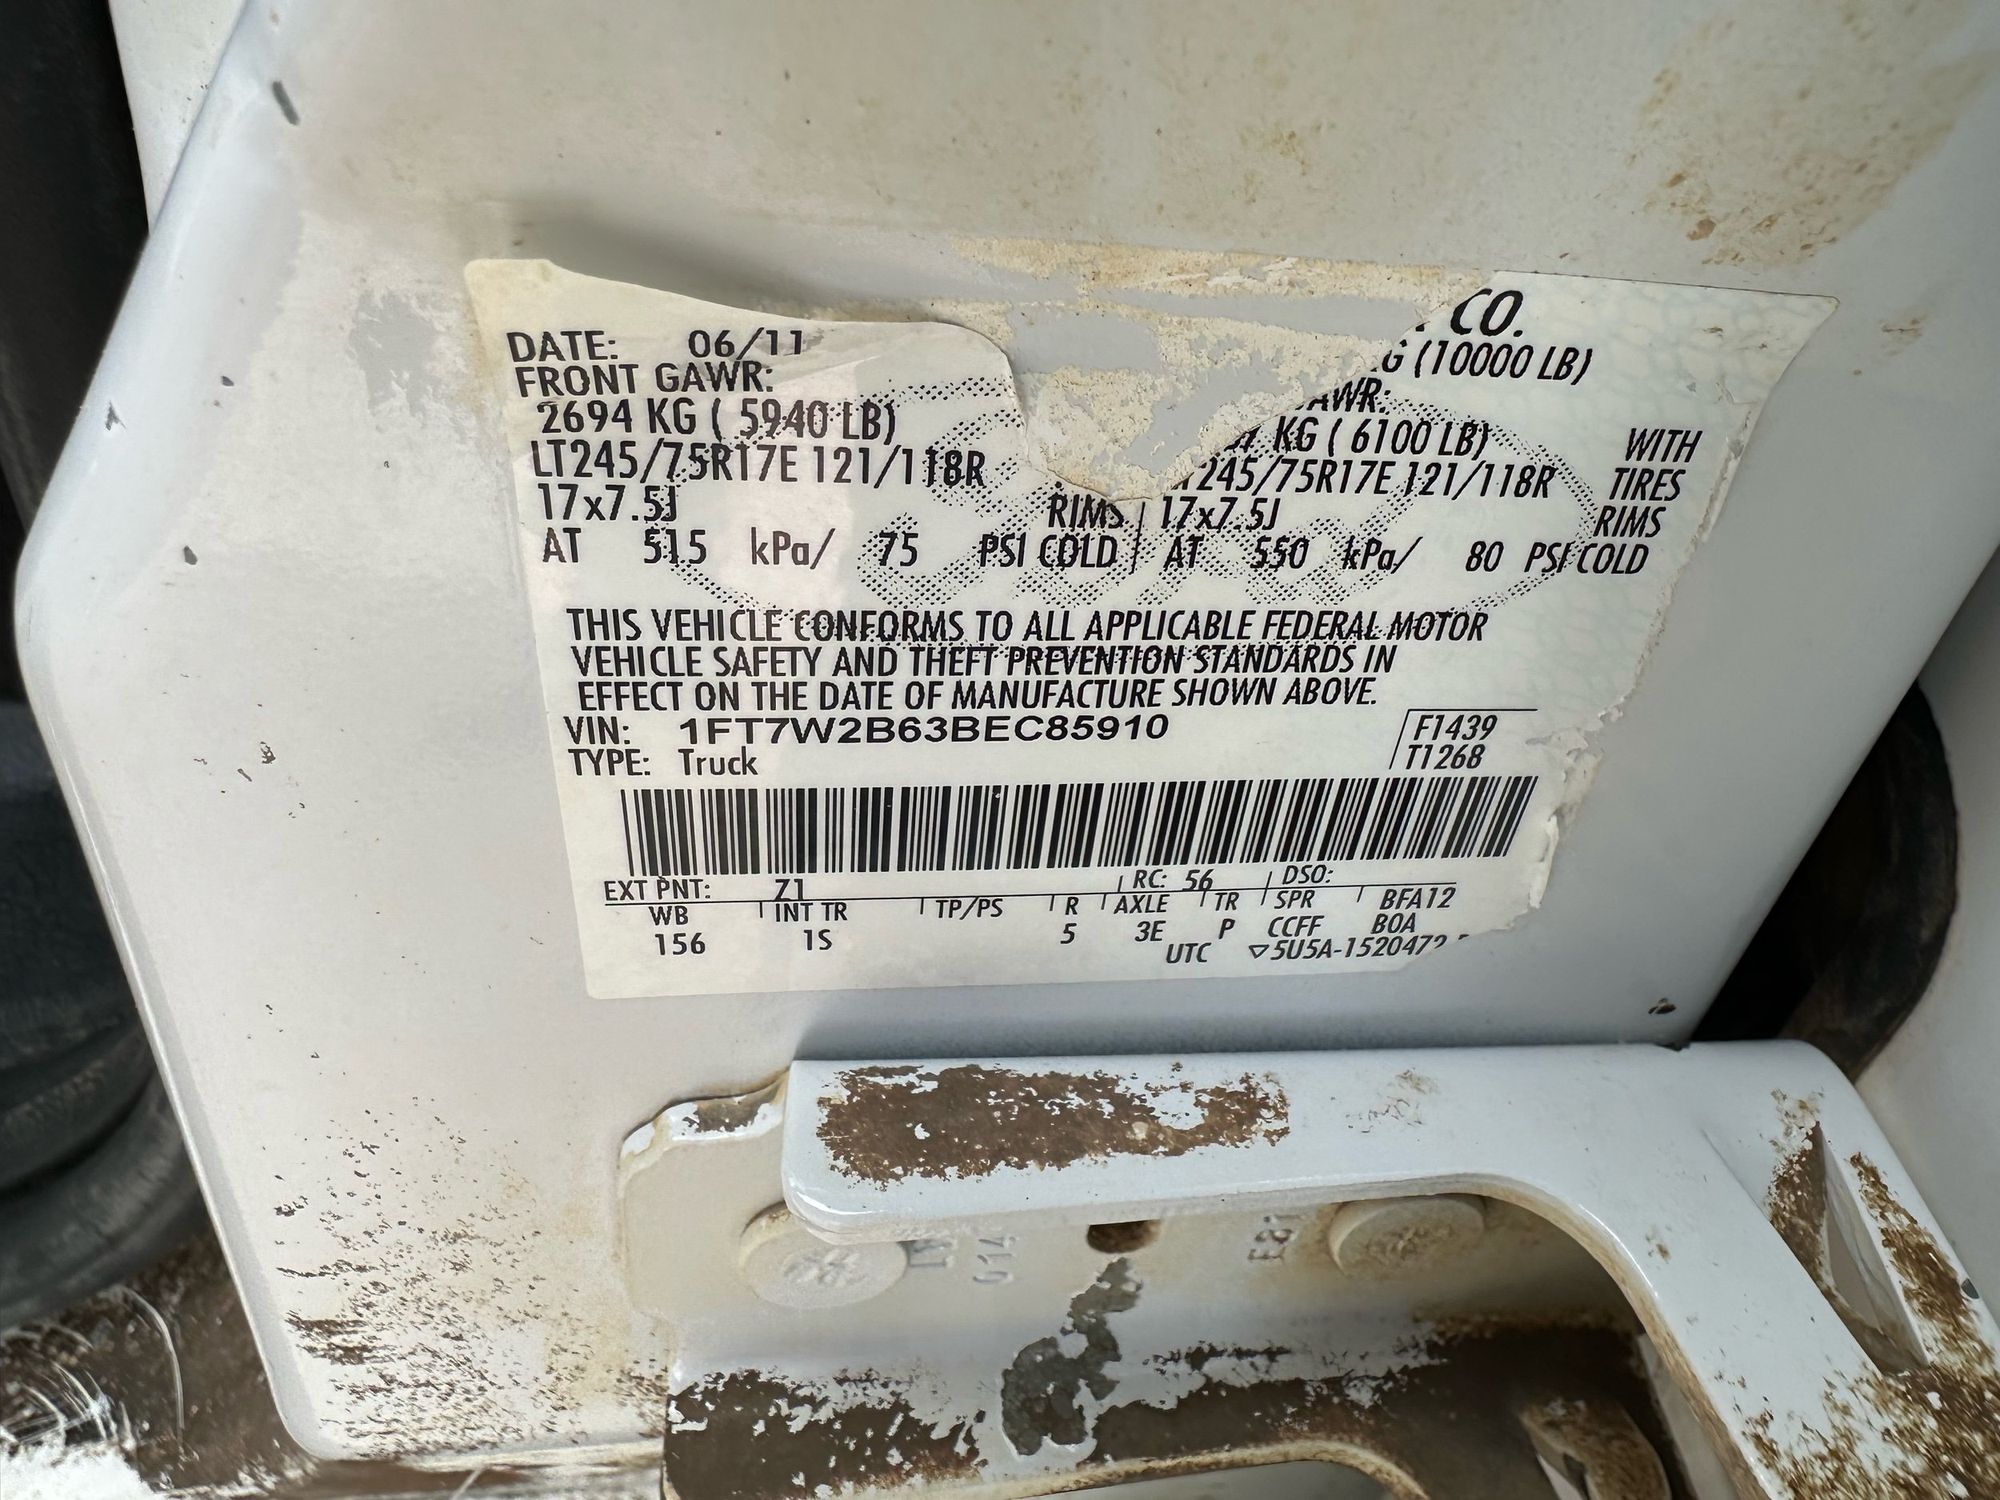 CO.
DATE: 06/11 G (10000 LB)
FRONT GAWR: AWR:
2694 KG ( 5940 LB) KG ( 6100 LB) WITH
LT245/75R17E 121/118R 245/75R17E 121/118R TIRES
17x7.5J RIMS 17x7.5J RIMS
AT 515 kPa/ 75 PSI COLD AT 550 kPa/ 80 PSI COLD
THIS VEHICLE CONFORMS TO ALL APPLICABLE FEDERAL MOTOR
VEHICLE SAFETY AND THEFT PREVENTION STANDARDS IN
EFFECT ON THE DATE OF MANUFACTURE SHOWN ABOVE.
VIN: 1FT7W2B63BEC85910 F1439
TYPE: Truck T1268
EXT PNT: Z1 RC: 56 DSO:
WB INT TR TP/PS R AXLE TR SPR BFA12
156 1S 5 3E P CCFF BOA
UTC ▽5U5A-1520472
014